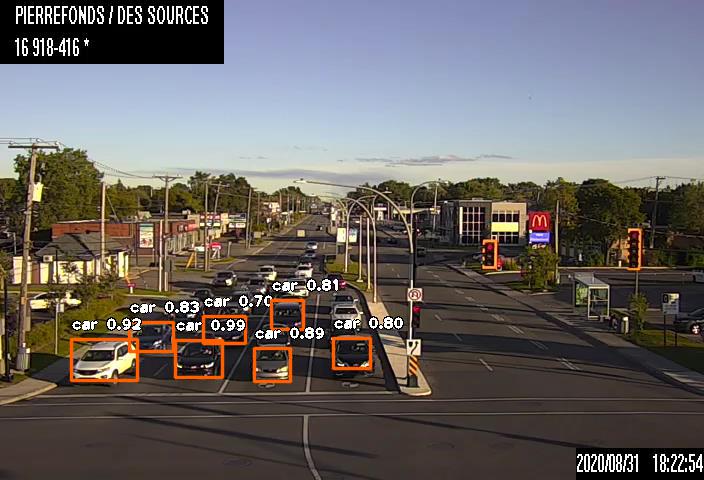 PIERREFONDS / DES SOURCES
16 918-416 *
car 0.81
car 0.70
car 0.83
car 0.92
car 0.99
car 0.89
car 0.80
2020/08/31 18:22:54